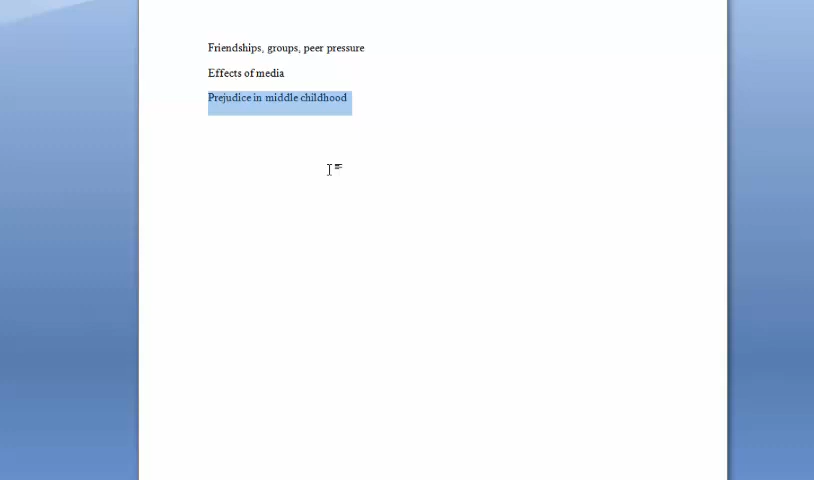 Friendships, groups, peer pressure
Effects of media
Prejudice in middle childhood